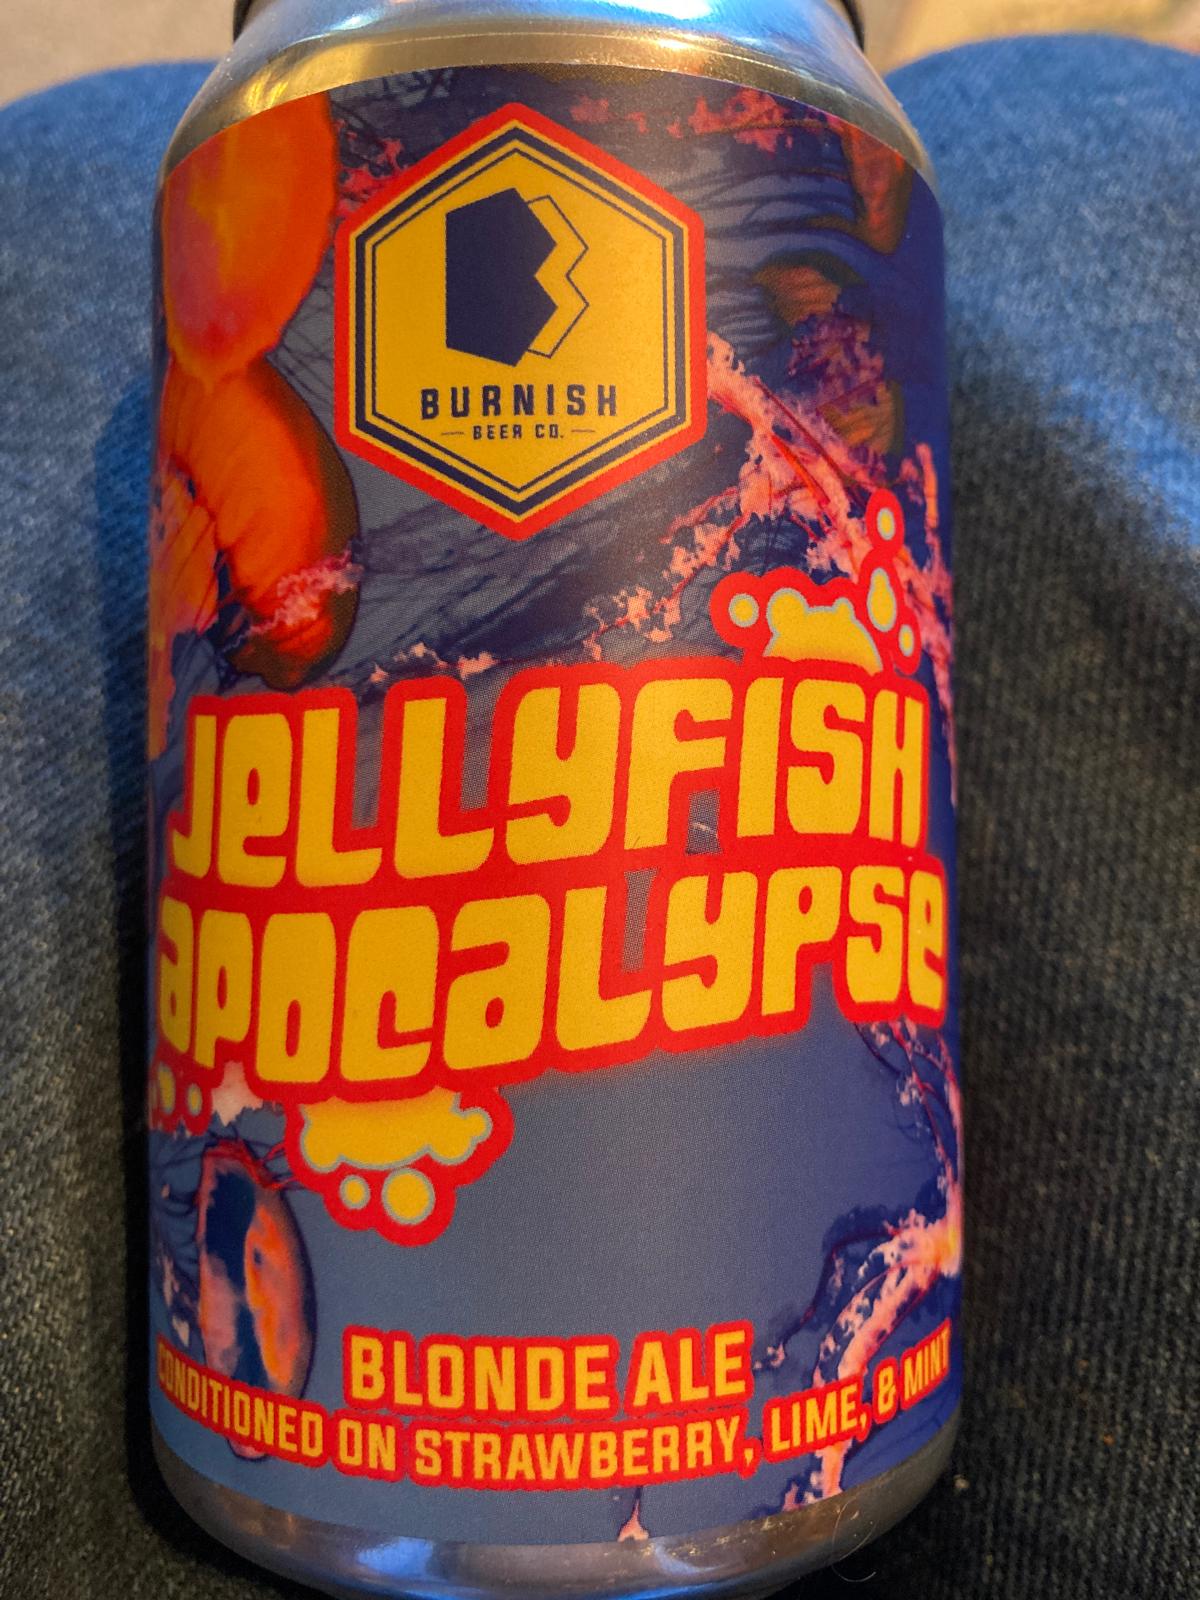 BURNISH
BEER CO.
JELLYFISH
APOCALYPSE
BLONDE ALE
CONDITIONED ON STRAWBERRY, LIME, & MINT